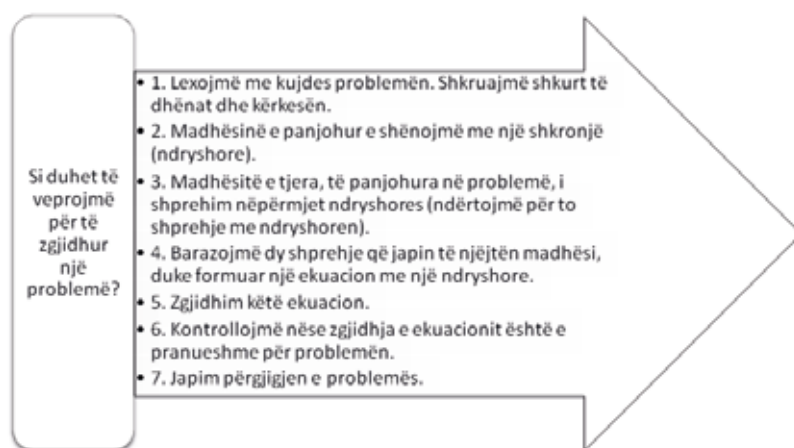 Si duhet të
veprojmë
për të
zgjidhur
një
problemë?
• 1. Lexojmë me kujdes problemën. Shkruajmë shkurt të
dhënat dhe kërkesën.
• 2. Madhësinë e panjohur e shënojmë me një shkronjë
(ndryshore).
• 3. Madhësitë e tjera, të panjohura në problemë, i
shprehim nëpërmjet ndryshores (ndërtojmë për to
shprehje me ndryshoren).
• 4. Barazojmë dy shprehje që japin të njëjtën madhësi,
duke formuar një ekuacion me një ndryshore.
• 5. Zgjidhim këtë ekuacion.
• 6. Kontrollojmë nëse zgjidhja e ekuacionit është e
pranueshme për problemën.
• 7. Japim përgjigjen e problemës.